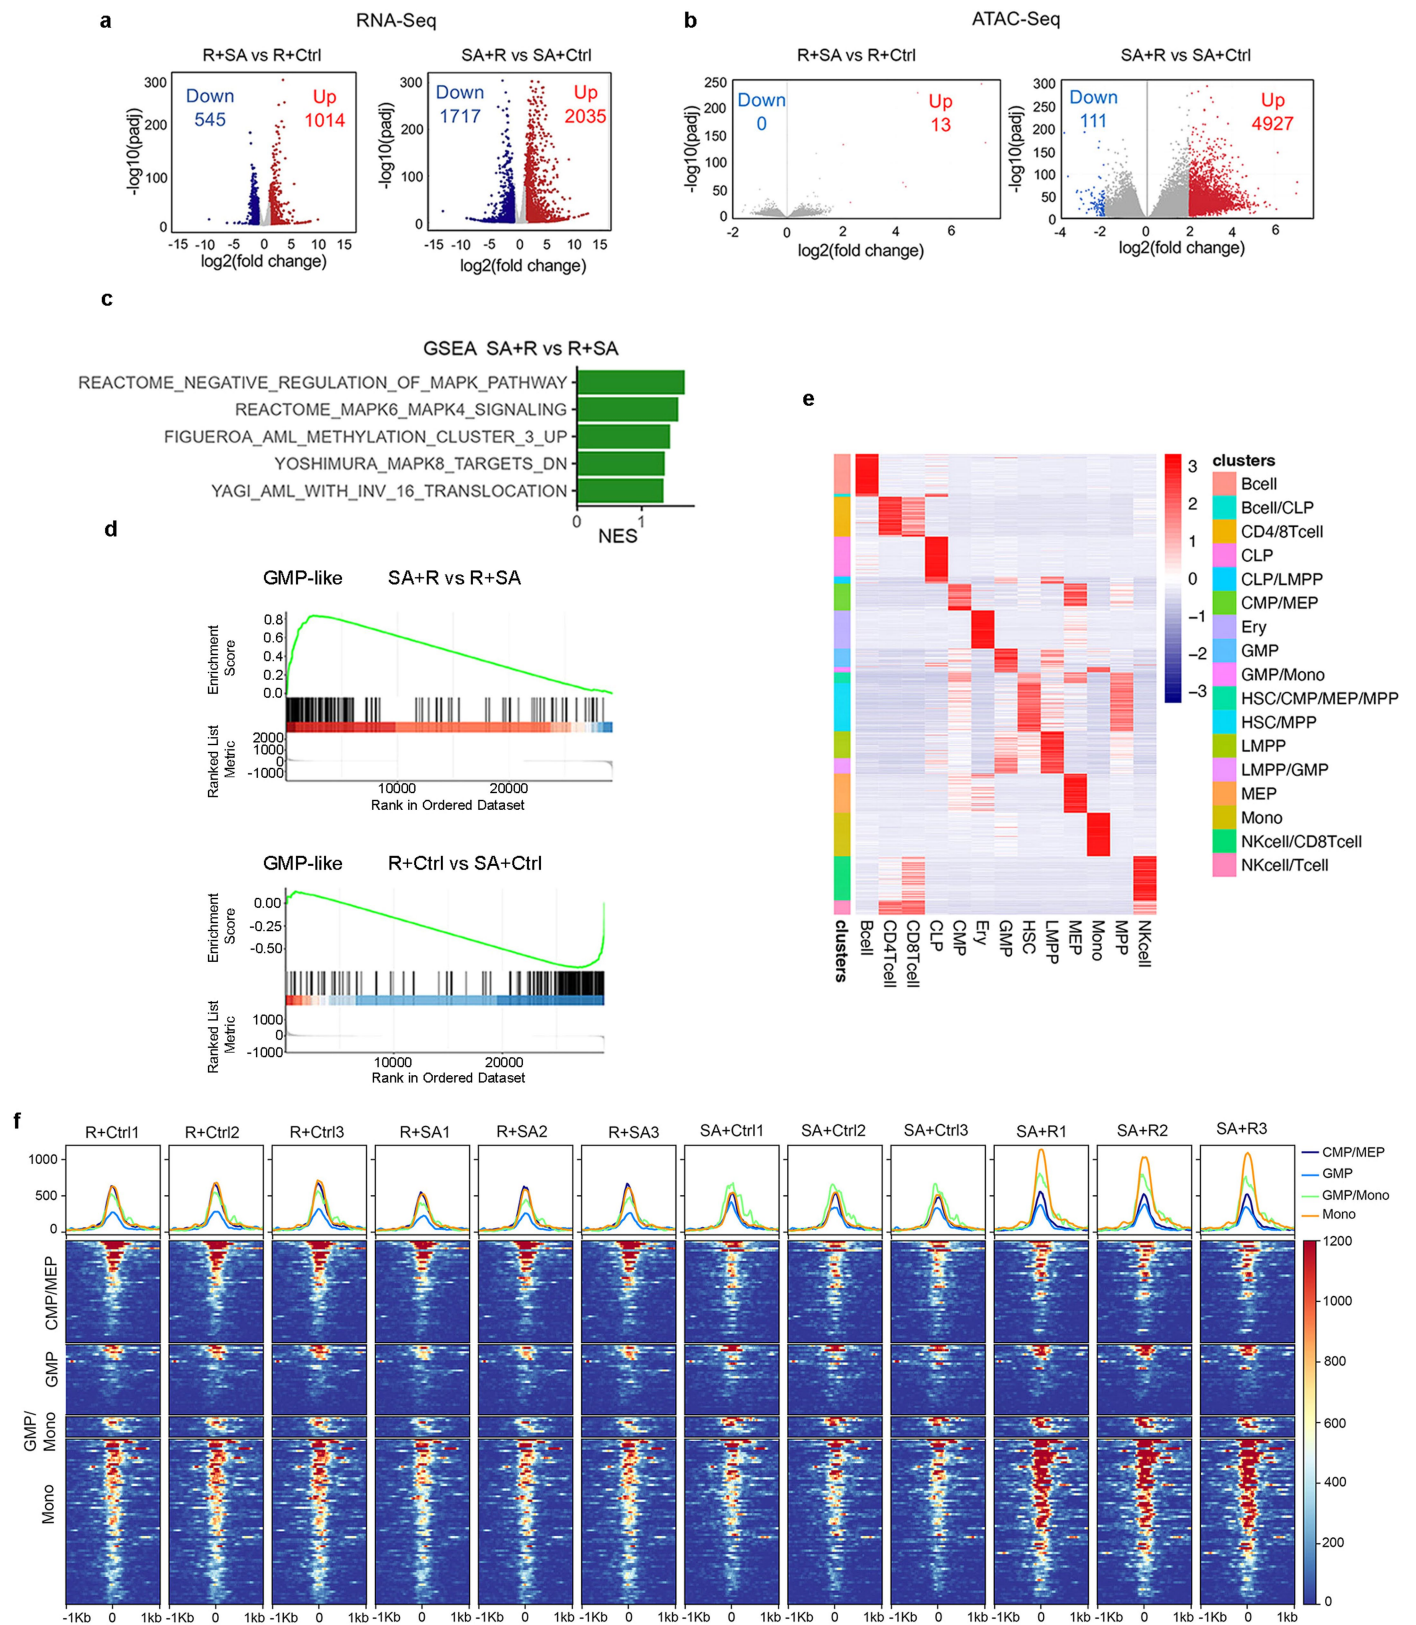 a
RNA-Seq
R+SA vs R+Ctrl
SA+R vs SA+Ctrl
-log10(padj)
300
200
100
0
Down
545
Up
1014
-15 -10 -5 0 5 10 15
log2(fold change)
-log10(padj)
300
200
100
0
Down
1717
Up
2035
-15 -10 -5 0 5 10 15
log2(fold change)
b
ATAC-Seq
R+SA vs R+Ctrl
SA+R vs SA+Ctrl
-log10(padj)
250
200
150
100
50
0
Down
0
Up
13
-2 0 2 4 6
log2(fold change)
-log10(padj)
300
250
200
150
100
50
0
Down
111
Up
4927
-4 -2 0 2 4 6
log2(fold change)
c
GSEA SA+R vs R+SA
REACTOME_NEGATIVE_REGULATION_OF_MAPK_PATHWAY
REACTOME_MAPK6_MAPK4_SIGNALING
FIGUEROA_AML_METHYLATION_CLUSTER_3_UP
YOSHIMURA_MAPK8_TARGETS_DN
YAGI_AML_WITH_INV_16_TRANSLOCATION
0 1
NES
d
GMP-like SA+R vs R+SA
Enrichment
Score
0.8
0.6
0.4
0.2
0.0
Ranked List
Metric
2000
1000
0
-1000
10000 20000
Rank in Ordered Dataset
GMP-like R+Ctrl vs SA+Ctrl
Enrichment
Score
0.00
-0.25
-0.50
Ranked List
Metric
1000
0
-1000
10000 20000
Rank in Ordered Dataset
e
3
2
1
0
−1
−2
−3
clusters
Bcell
Bcell/CLP
CD4/8Tcell
CLP
CLP/LMPP
CMP/MEP
Ery
GMP
GMP/Mono
HSC/CMP/MEP/MPP
HSC/MPP
LMPP
LMPP/GMP
MEP
Mono
NKcell/CD8Tcell
NKcell/Tcell
clusters
Bcell
CD4Tcell
CD8Tcell
CLP
CMP
Ery
GMP
HSC
LMPP
MEP
Mono
MPP
NKcell
f
R+Ctrl1 R+Ctrl2 R+Ctrl3 R+SA1 R+SA2 R+SA3 SA+Ctrl1 SA+Ctrl2 SA+Ctrl3 SA+R1 SA+R2 SA+R3
1000
500
0
CMP/MEP
GMP
GMP/Mono
Mono
CMP/MEP
GMP
GMP/
Mono
Mono
1200
1000
800
600
400
200
0
-1Kb 0 1kb -1Kb 0 1kb -1Kb 0 1kb -1Kb 0 1kb -1Kb 0 1kb -1Kb 0 1kb -1Kb 0 1kb -1Kb 0 1kb -1Kb 0 1kb -1Kb 0 1kb -1Kb 0 1kb -1Kb 0 1kb